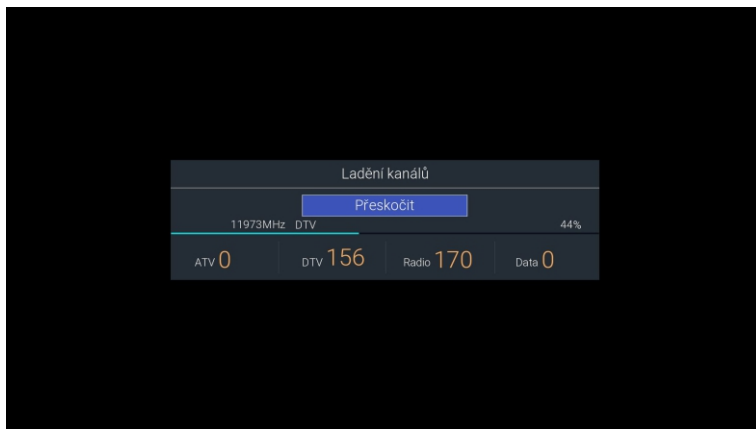 Ladění kanálů
Přeskočit
11973MHz DTV 44%
ATV 0 DTV 156 Radio 170 Data 0